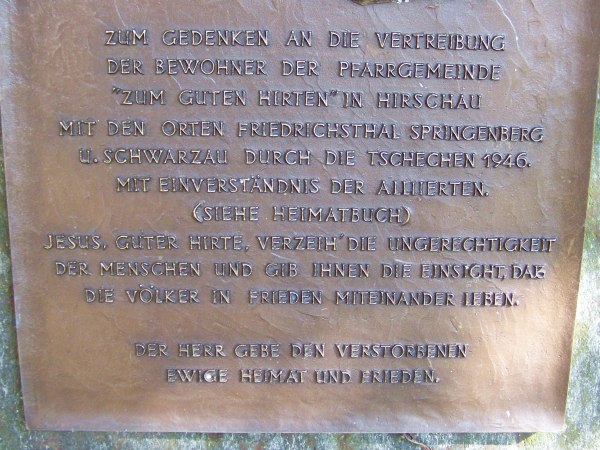 ZUM GEDENKEN AN DIE VERTREIBUNG
DER BEWOHNER DER PFARRGEMEINDE
"ZUM GUTEN HIRTEN" IN HIRSCHAU
MIT DEN ORTEN FRIEDRICHSTHAL SPRINGENBERG
U. SCHWARZAU DURCH DIE TSCHECHEN 1946.
MIT EINVERSTÄNDNIS DER ALLIIERTEN.
(SIEHE HEIMATBUCH)
JESUS, GUTER HIRTE, VERZEIH' DIE UNGERECHTIGKEIT
DER MENSCHEN UND GIB IHNEN DIE EINSICHT, DAß
DIE VÖLKER IN FRIEDEN MITEINANDER LEBEN.
DER HERR GEBE DEN VERSTORBENEN
EWIGE HEIMAT UND FRIEDEN.